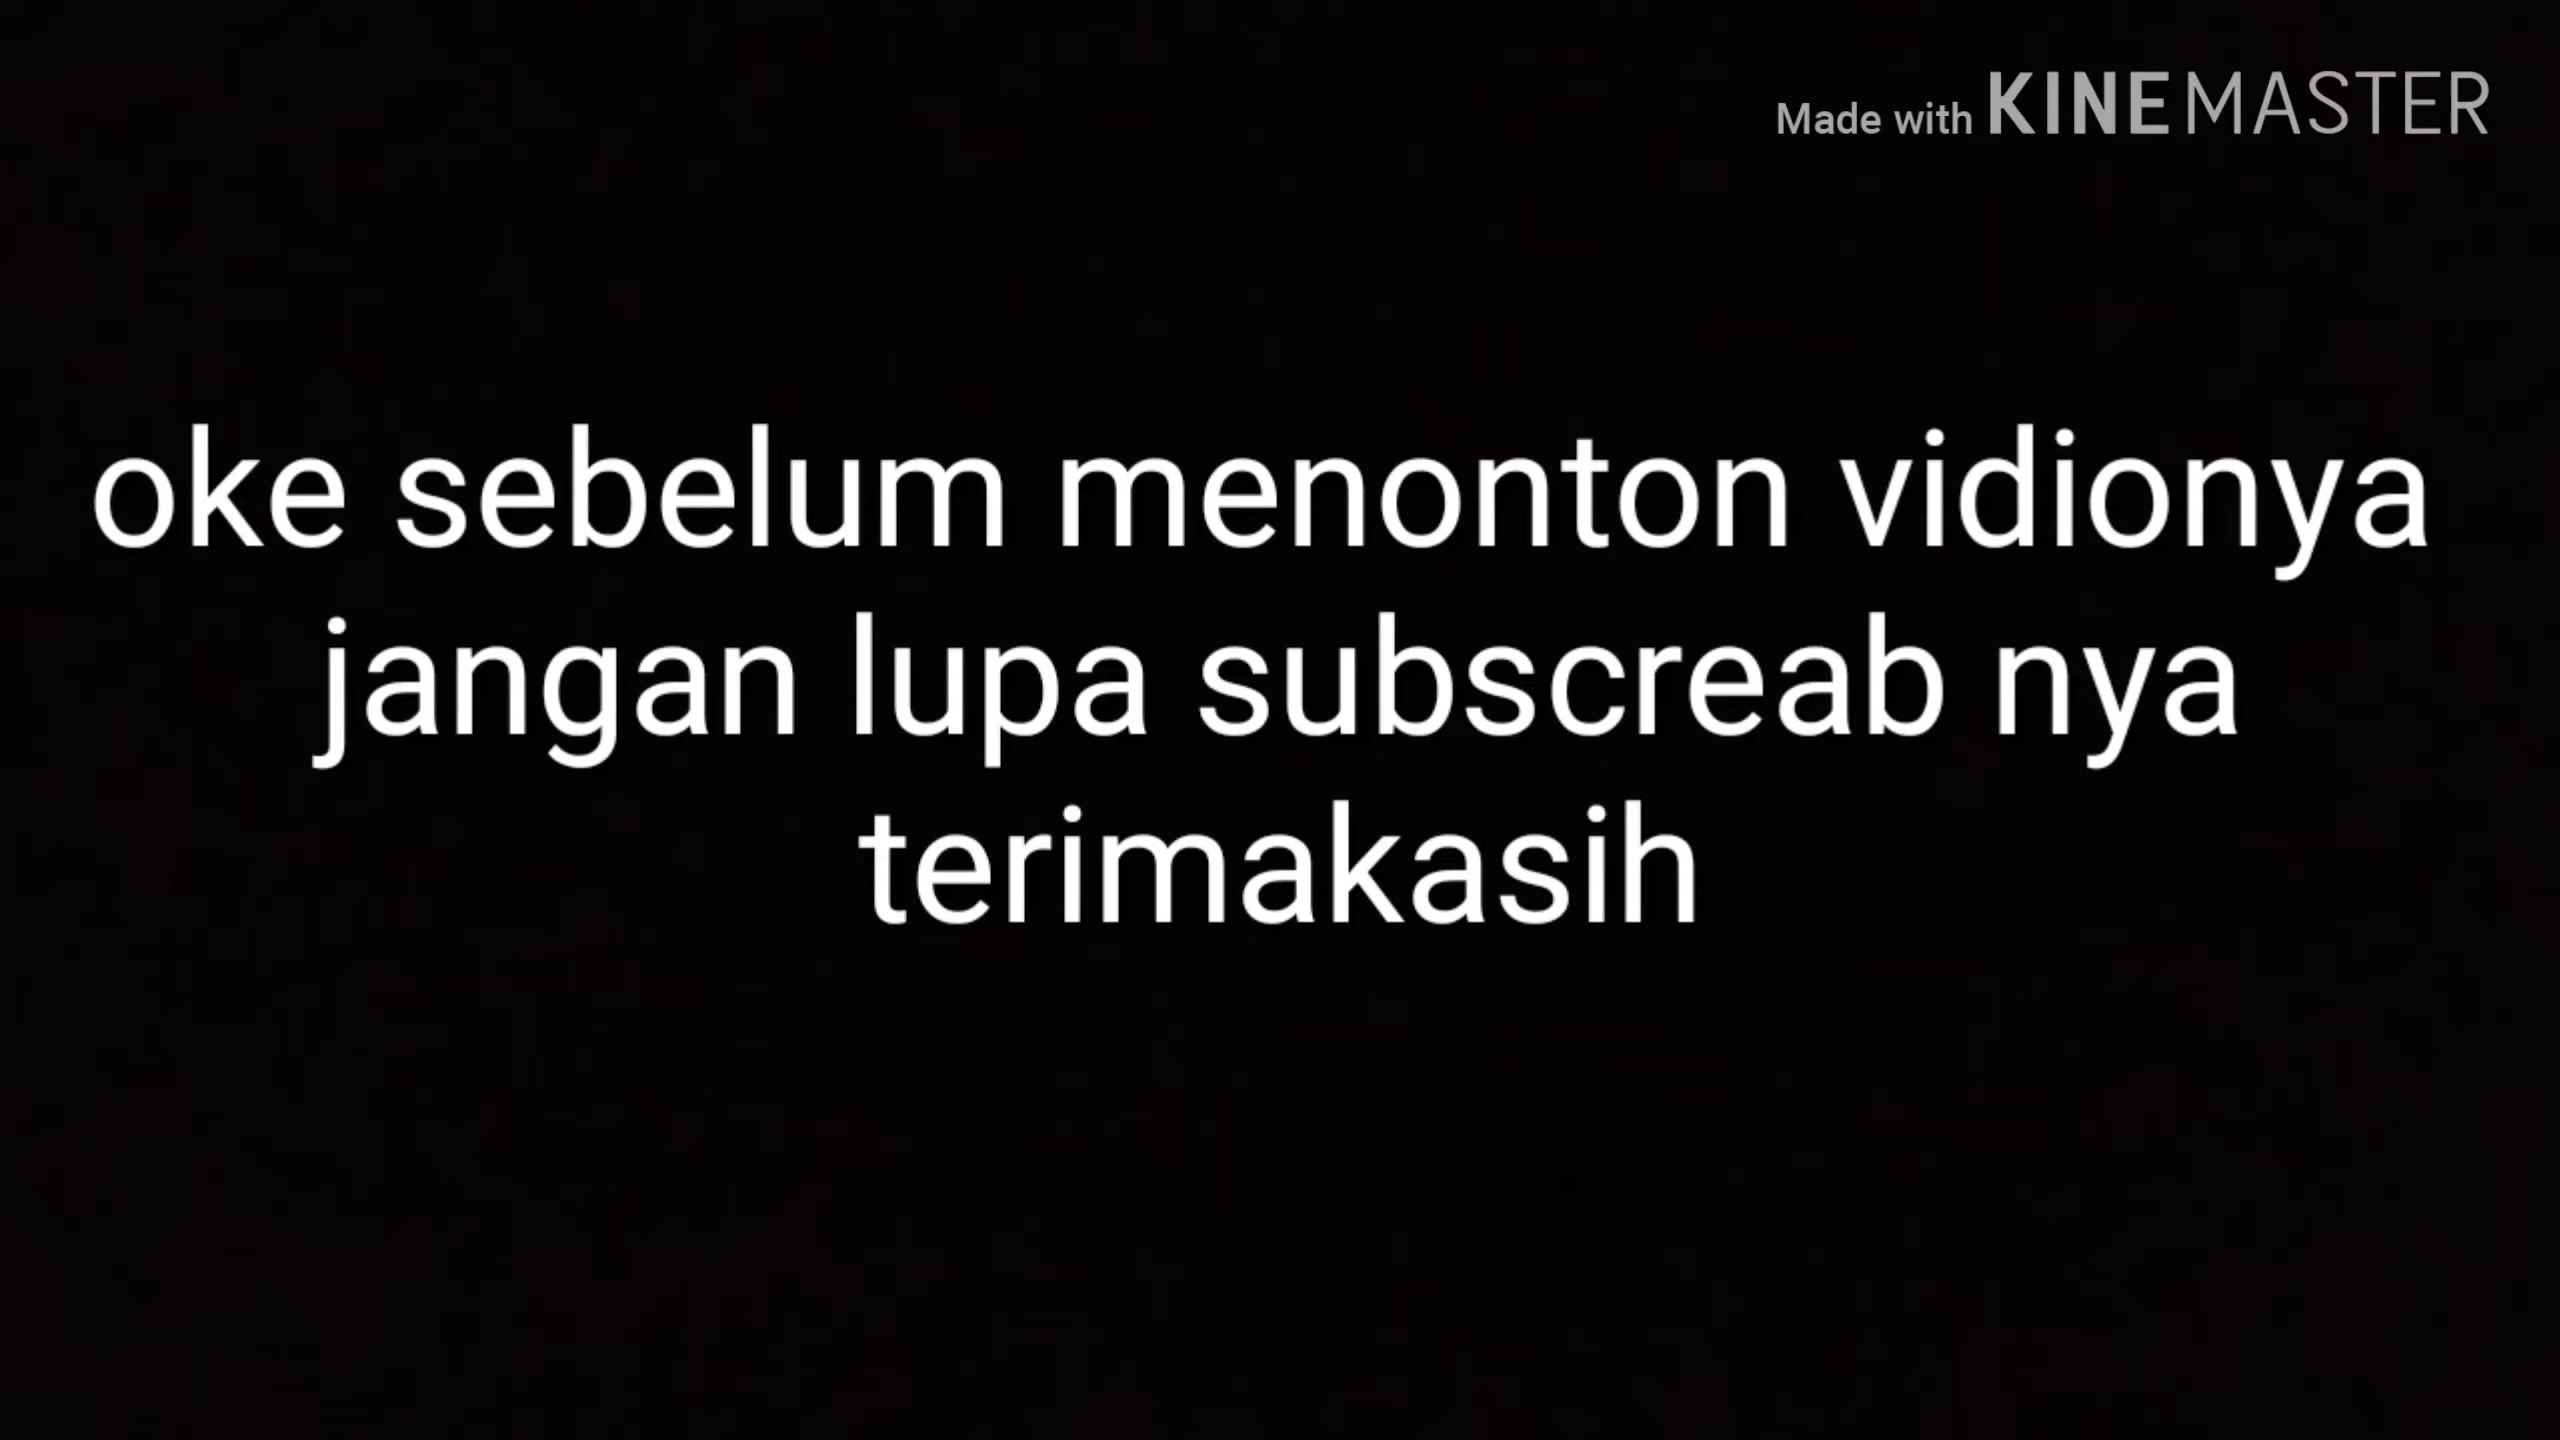 Made with KINEMASTER
oke sebelum menonton vidionya
jangan lupa subscreab nya
terimakasih